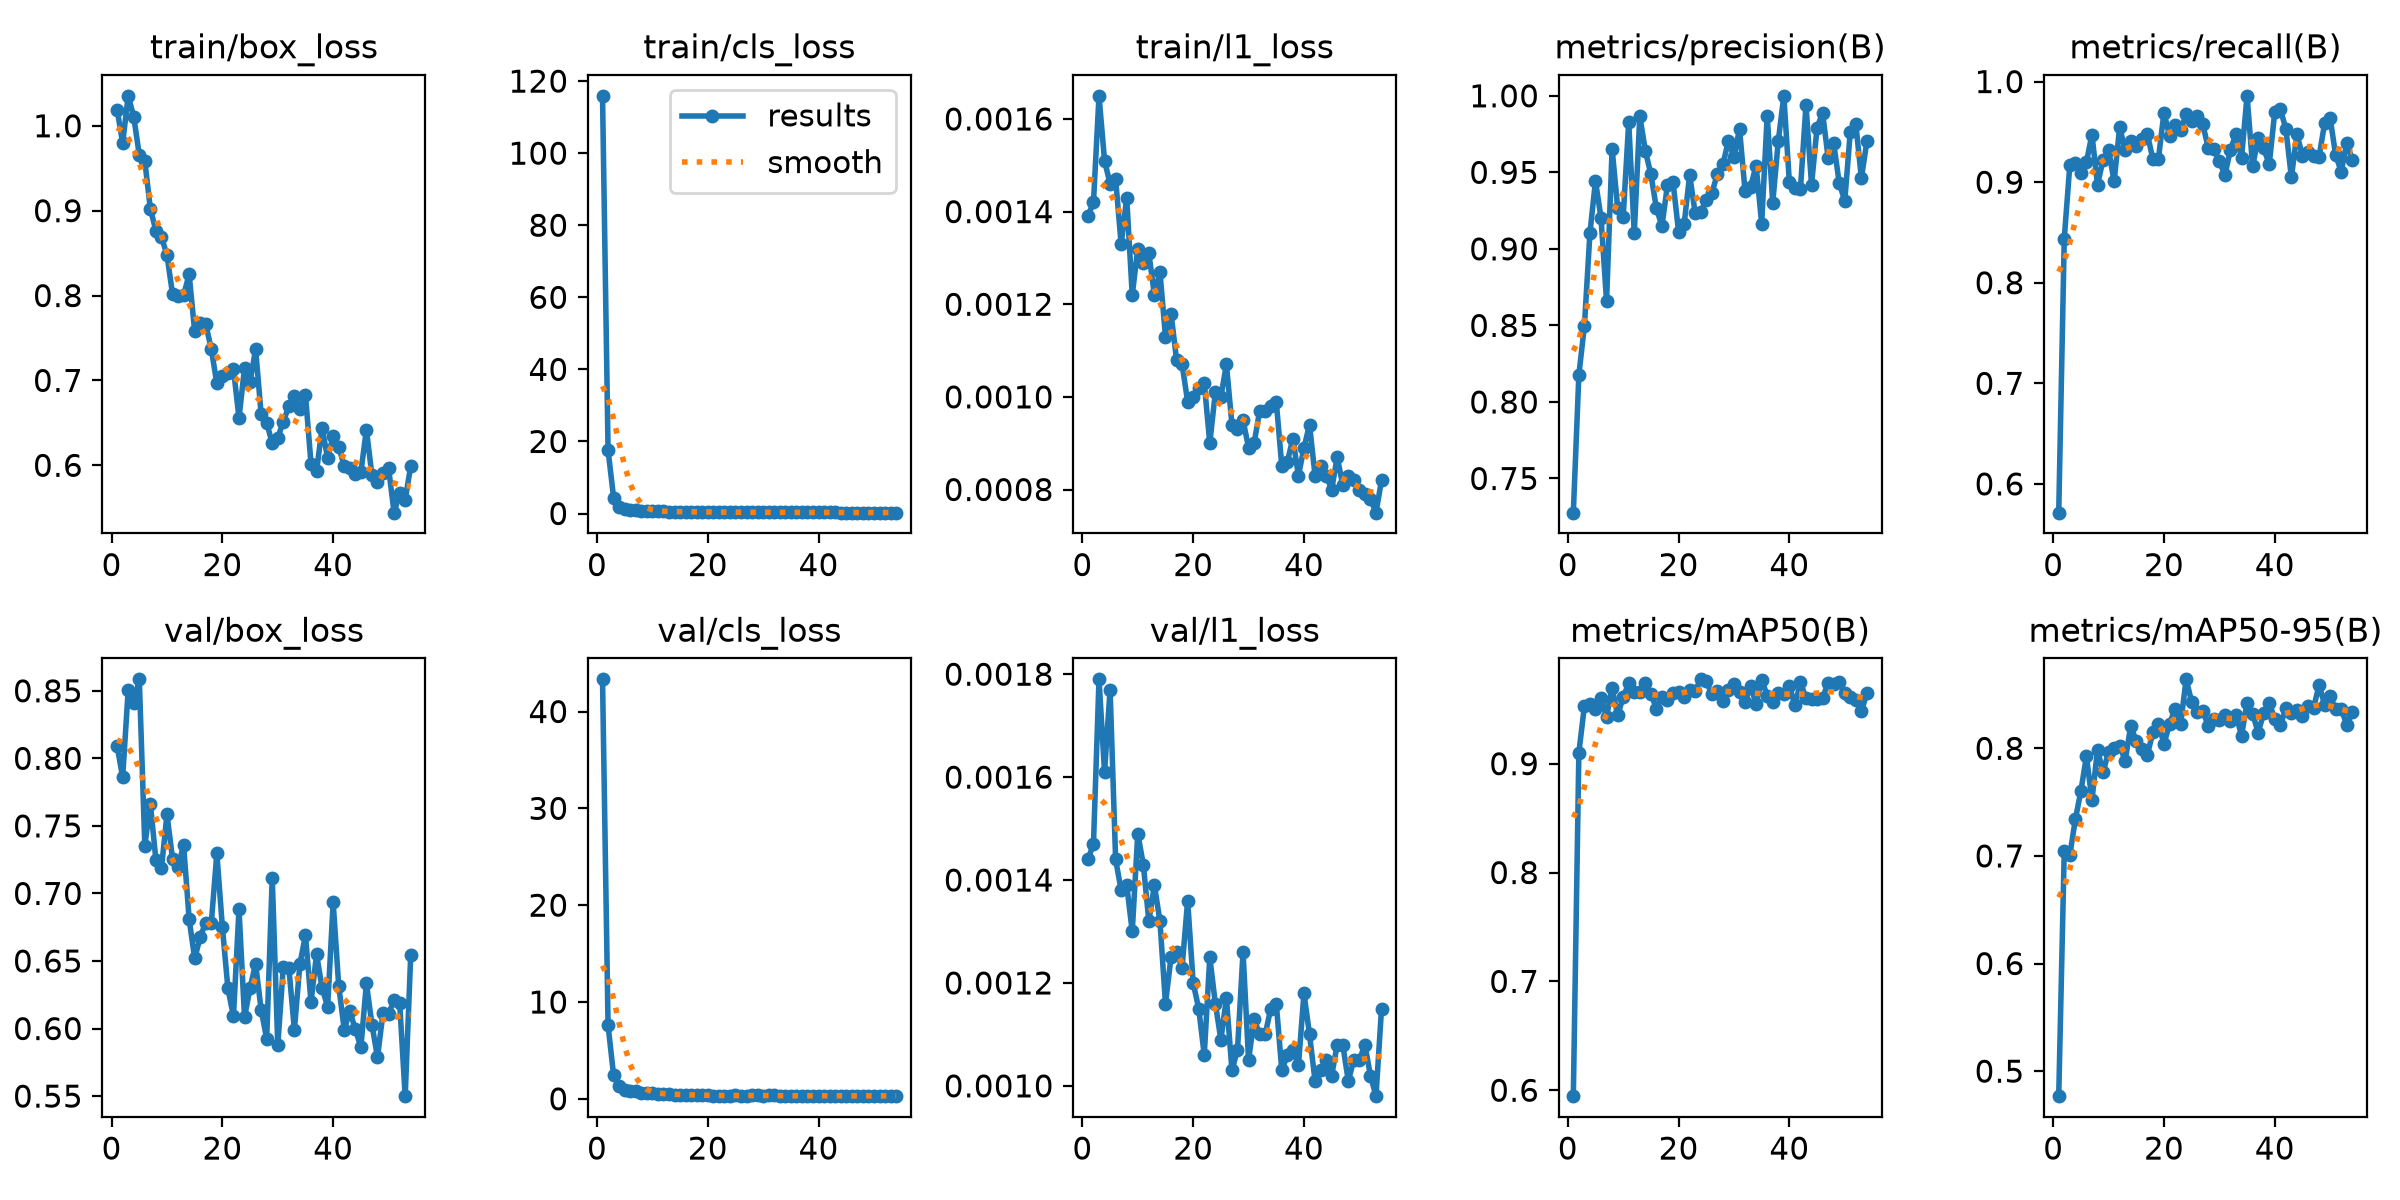 train/box_loss
1.0
0.9
0.8
0.7
0.6
0 20 40
train/cls_loss
120
100
80
60
40
20
0
0 20 40
results
smooth
train/l1_loss
0.0016
0.0014
0.0012
0.0010
0.0008
0 20 40
metrics/precision(B)
1.00
0.95
0.90
0.85
0.80
0.75
0 20 40
metrics/recall(B)
1.0
0.9
0.8
0.7
0.6
0 20 40
val/box_loss
0.85
0.80
0.75
0.70
0.65
0.60
0.55
0 20 40
val/cls_loss
40
30
20
10
0
0 20 40
val/l1_loss
0.0018
0.0016
0.0014
0.0012
0.0010
0 20 40
metrics/mAP50(B)
0.9
0.8
0.7
0.6
0 20 40
metrics/mAP50-95(B)
0.8
0.7
0.6
0.5
0 20 40